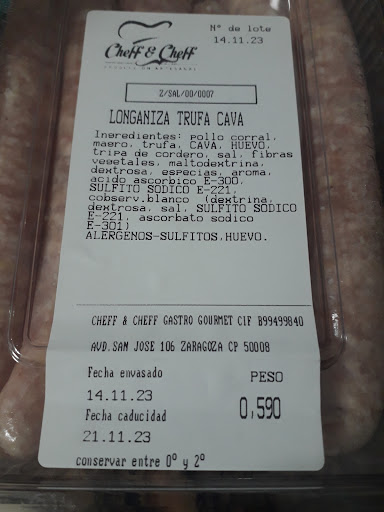 Cheff & Cheff
Nº de lote
14.11.23
Z/SAL/00/0007
LONGANIZA TRUFA CAVA
Ingredientes: pollo corral,
magro, trufa, CAVA, HUEVO,
tripa de cordero, sal, fibras
vegetales, maltodextrina,
dextrosa, especias, aroma,
acido ascorbico E-300,
SULFITO SODICO E-221,
cobserv.blanco (dextrina,
dextrosa, sal, SULFITO SODICO
E-221, ascorbato sodico
E-301)
ALERGENOS-SULFITOS,HUEVO.
CHEFF & CHEFF GASTRO GOURMET CIF B99499840
AVD.SAN JOSE 106 ZARAGOZA CP 50008
Fecha envasado
14.11.23
Fecha caducidad
21.11.23
PESO
0,590
conservar entre 0º y 2º